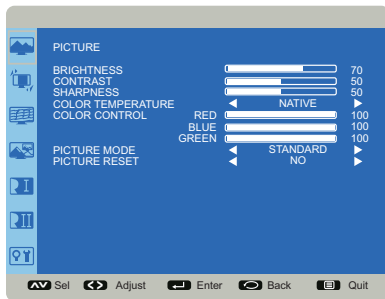 PICTURE
BRIGHTNESS 70
CONTRAST 50
SHARPNESS 50
COLOR TEMPERATURE NATIVE
COLOR CONTROL RED 100
BLUE 100
GREEN 100
PICTURE MODE STANDARD
PICTURE RESET NO
I
II
Sel Adjust Enter Back Quit